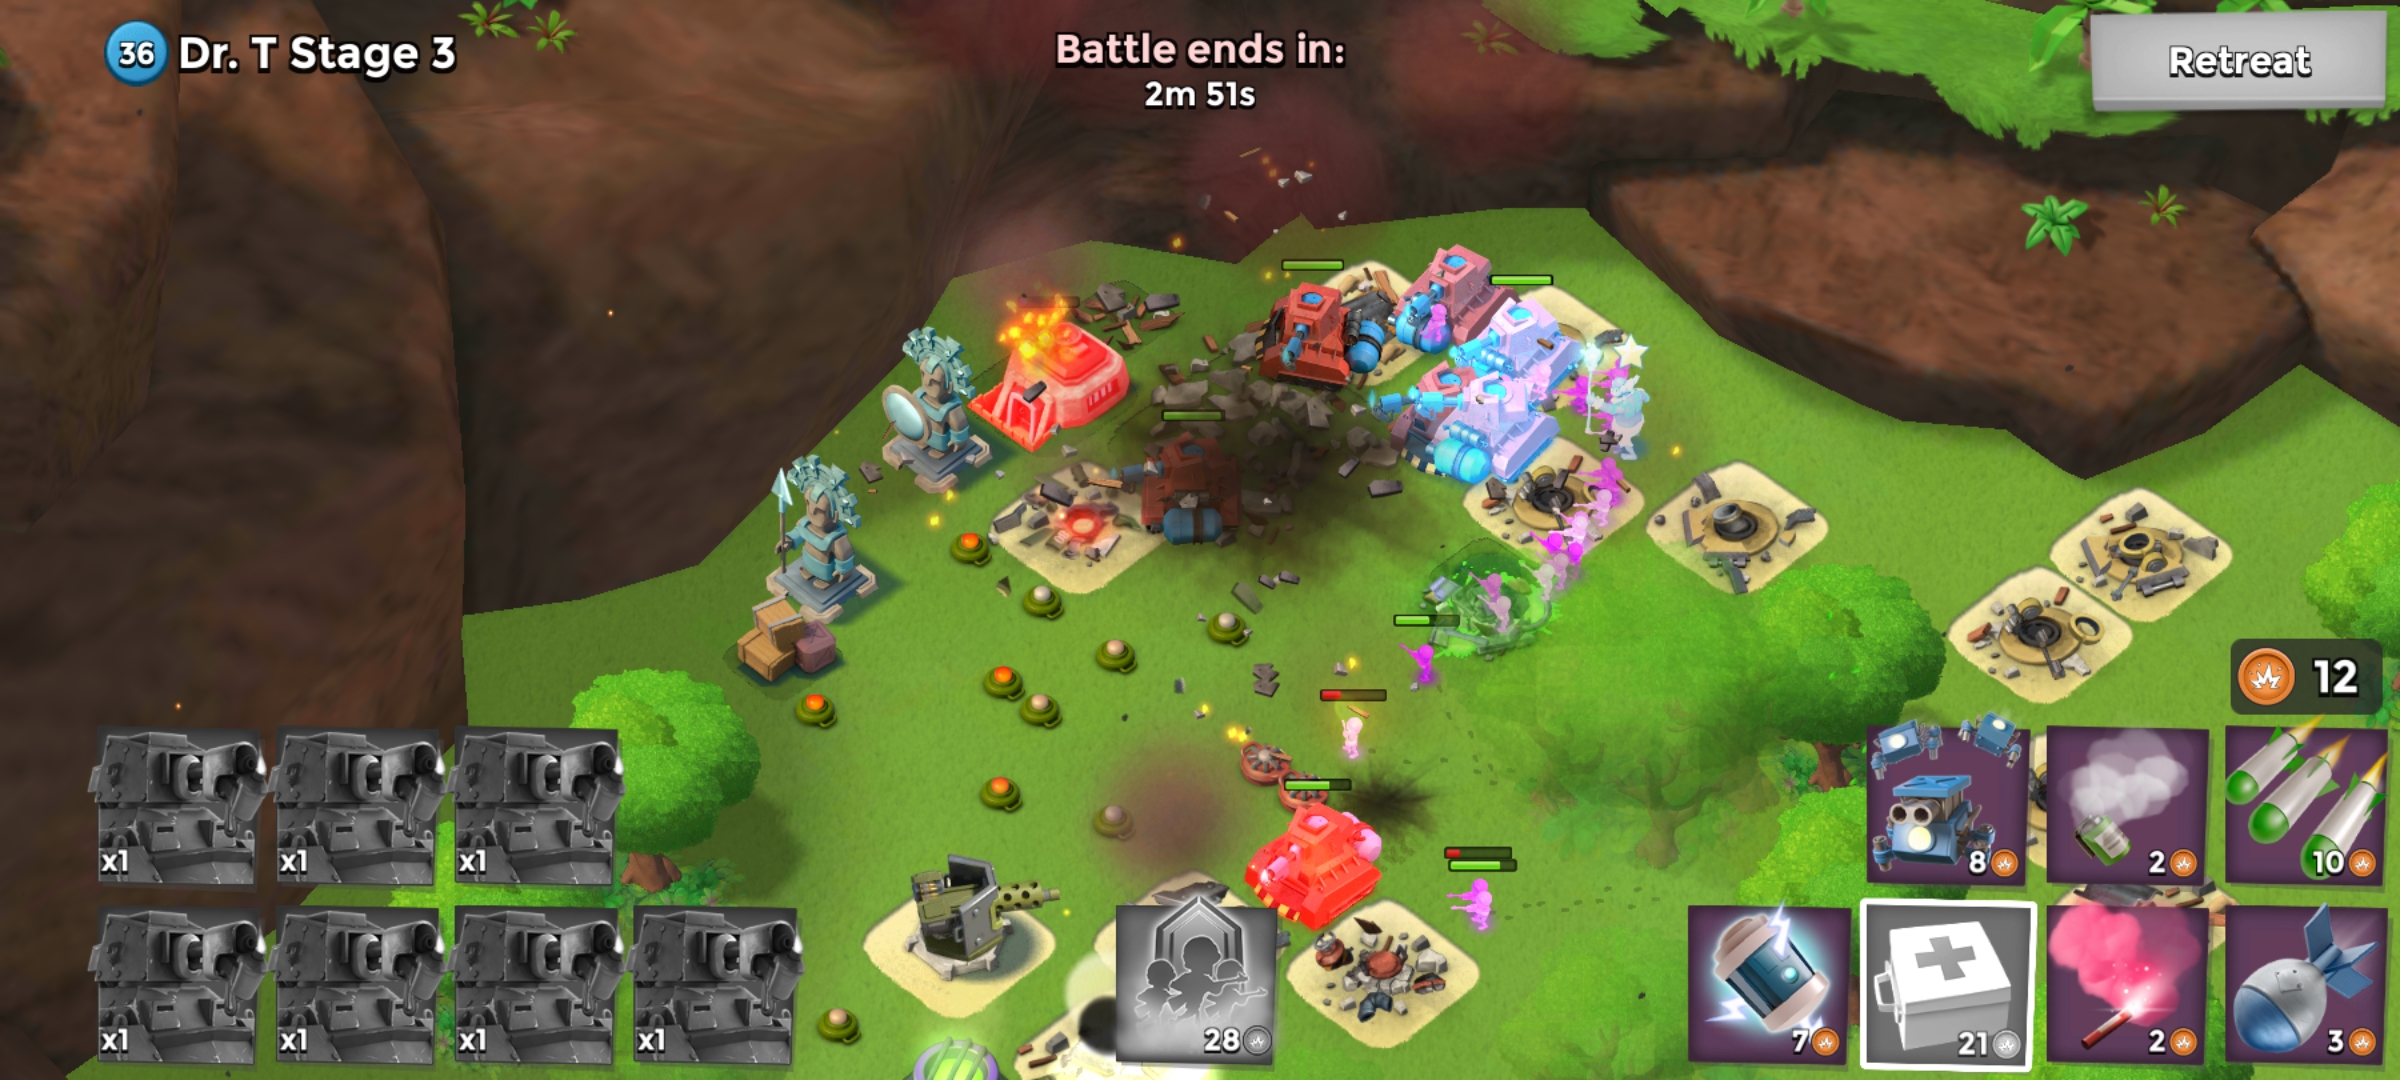 36 Dr. T Stage 3
Battle ends in:
2m 51s
Retreat
12
x1 x1 x1
8 2 10
x1 x1 x1 x1
28 7 21 2 3